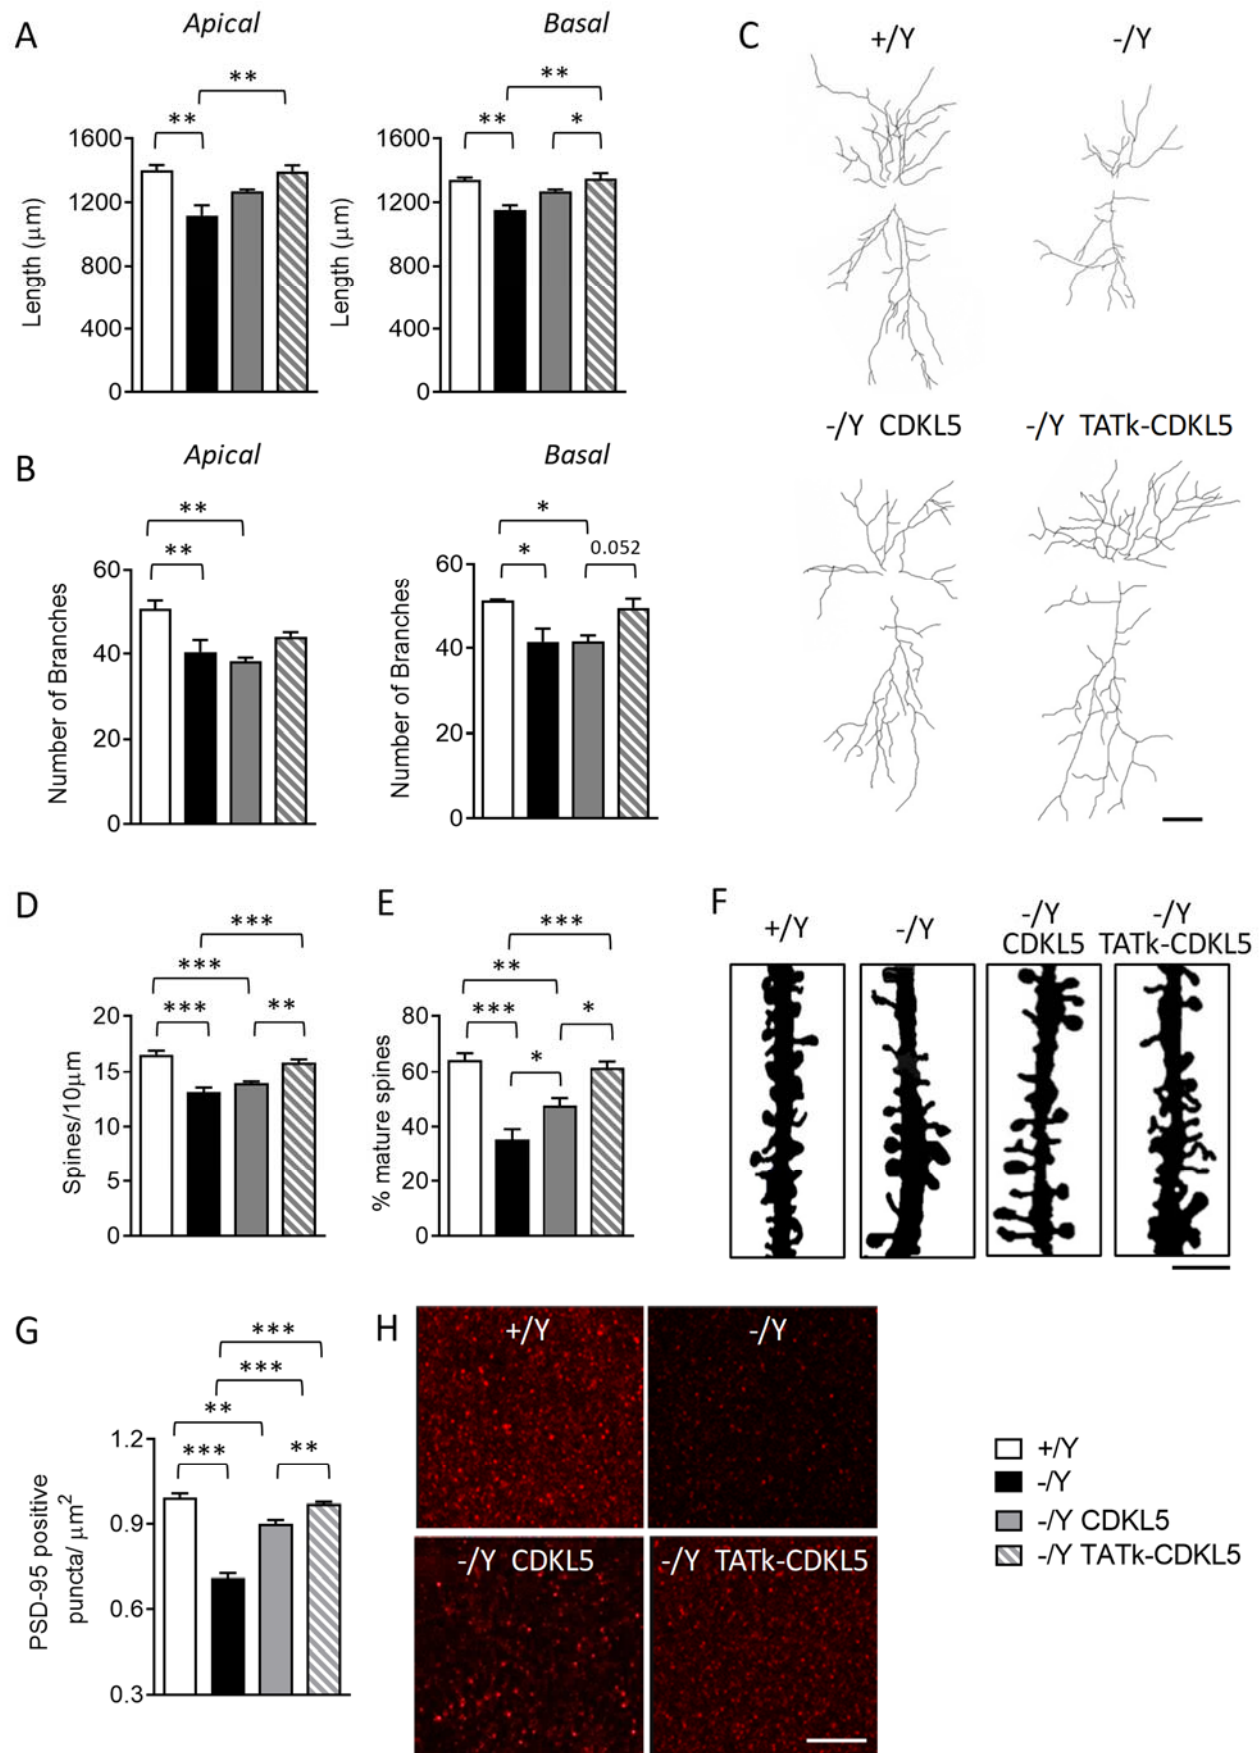 A
Apical
**
**
1600
1200
800
400
0
Length (μm)
Basal
**
**
*
1600
1200
800
400
0
Length (μm)
C
+/Y
-/Y
-/Y CDKL5
-/Y TATk-CDKL5
B
Apical
**
**
60
40
20
0
Number of Branches
Basal
*
*
0.052
60
40
20
0
Number of Branches
D
***
***
***
**
20
15
10
5
0
Spines/10μm
E
***
**
***
*
*
80
60
40
20
0
% mature spines
F
+/Y
-/Y
-/Y
CDKL5
-/Y
TATk-CDKL5
G
***
***
**
***
**
1.2
0.9
0.6
0.3
PSD-95 positive
puncta/ μm²
H
+/Y
-/Y
-/Y CDKL5
-/Y TATk-CDKL5
+/Y
-/Y
-/Y CDKL5
-/Y TATk-CDKL5